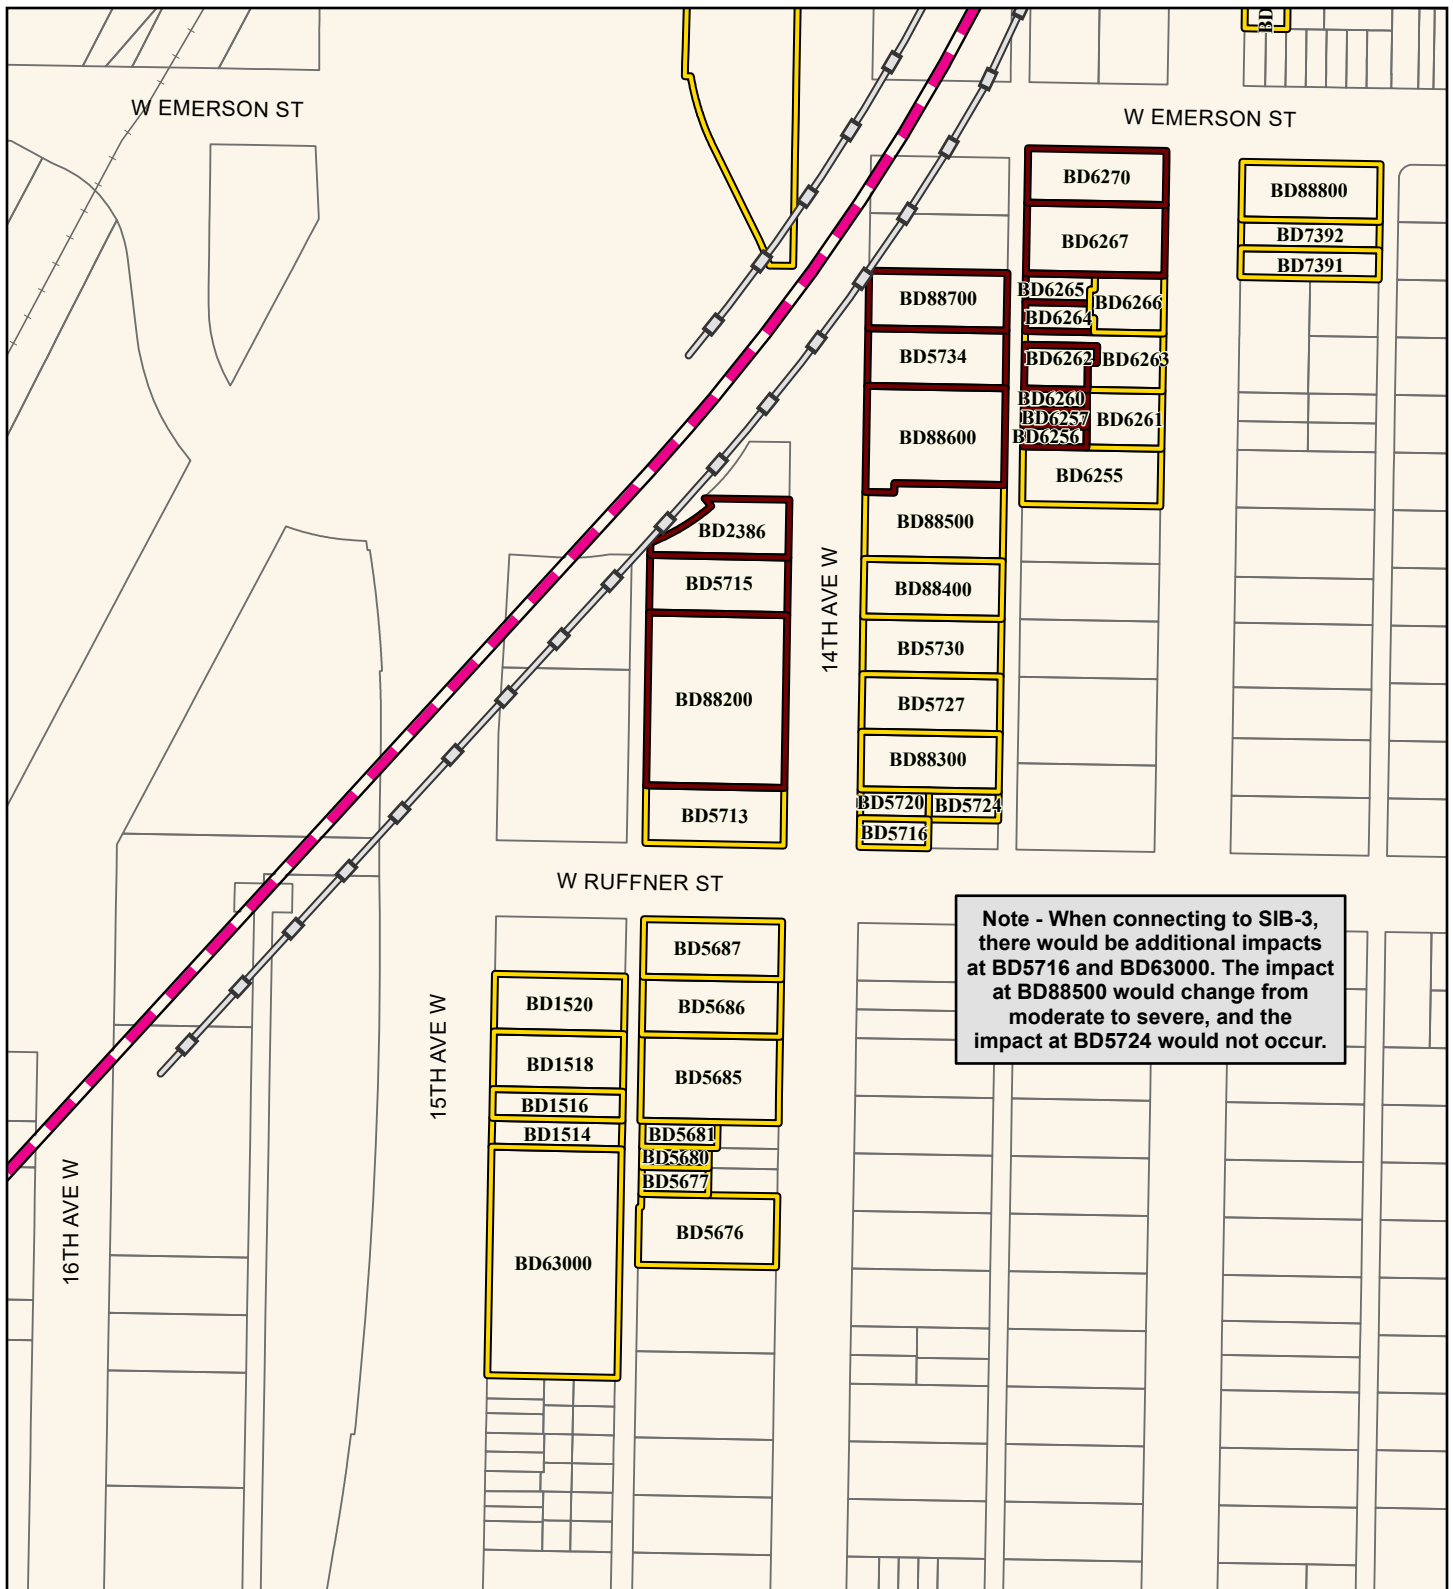 BD
W EMERSON ST
W EMERSON ST
BD6270
BD88800
BD6267
BD7392
BD7391
BD6265
BD6266
BD88700
BD6264
BD5734
BD6262
BD6263
BD6260
BD6257
BD6261
BD6256
BD88600
BD6255
BD88500
BD2386
BD5715
BD88400
14TH AVE W
BD5730
BD88200
BD5727
BD88300
BD5720
BD5724
BD5713
BD5716
W RUFFNER ST
Note - When connecting to SIB-3,
there would be additional impacts
at BD5716 and BD63000. The impact
at BD88500 would change from
moderate to severe, and the
impact at BD5724 would not occur.
BD5687
BD1520
BD5686
15TH AVE W
BD1518
BD5685
BD1516
BD1514
BD5681
BD5680
BD5677
16TH AVE W
BD5676
BD63000